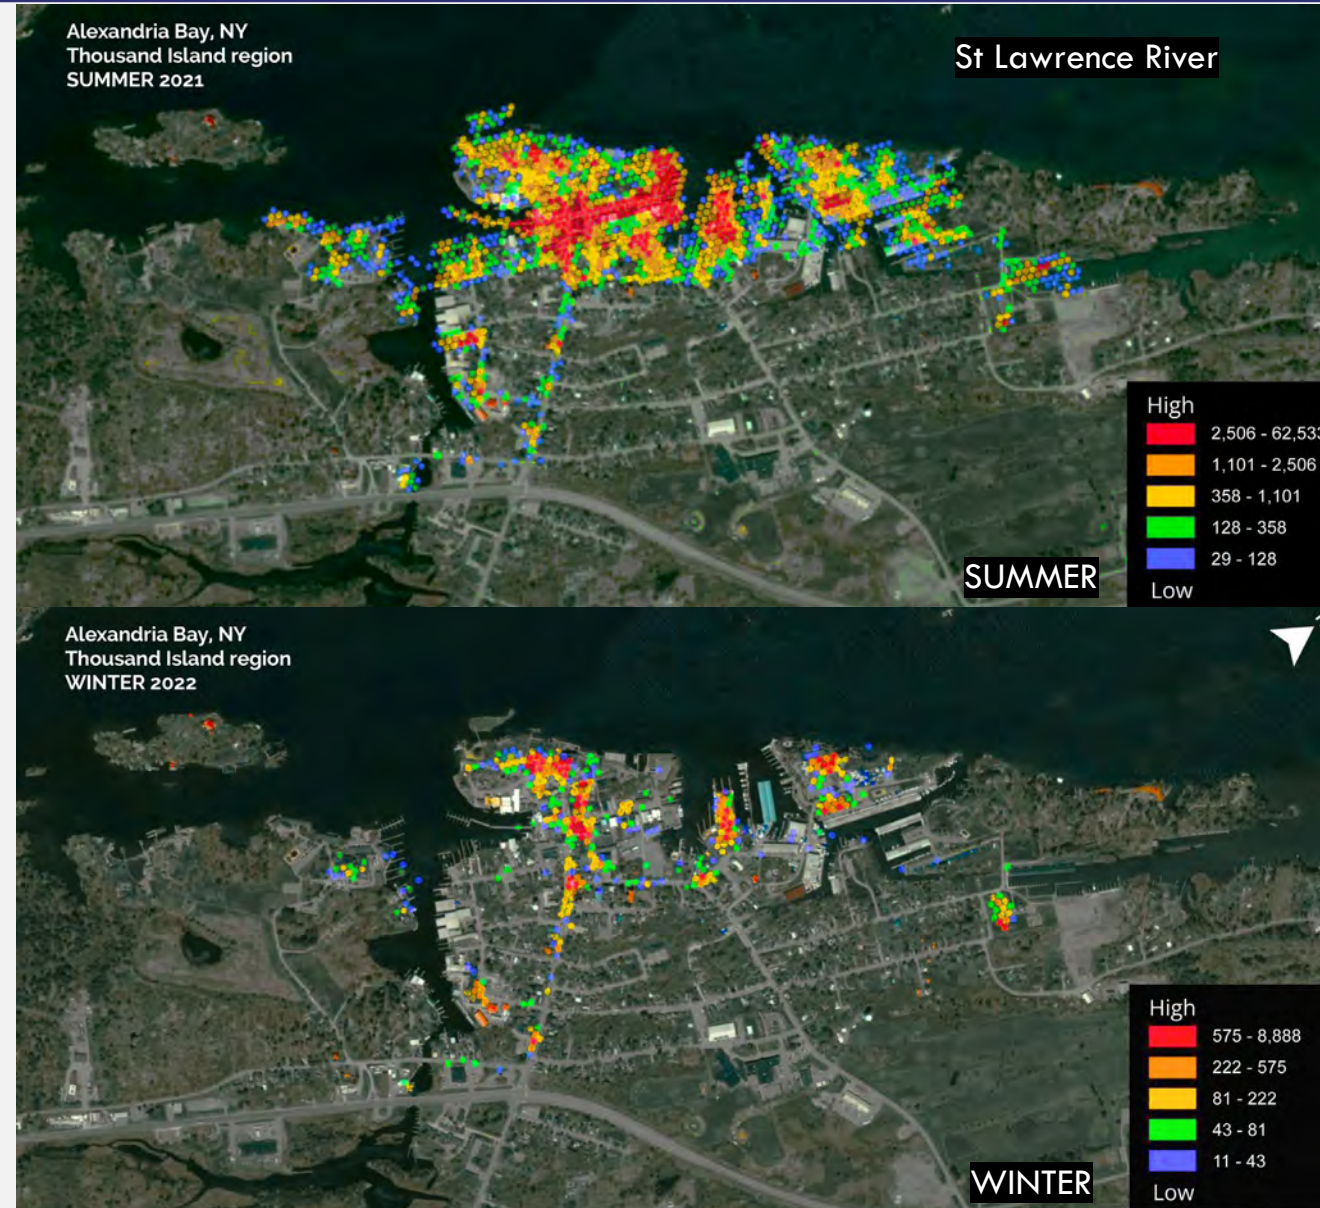 Alexandria Bay, NY
Thousand Island region
SUMMER 2021
St Lawrence River
High
2,506 - 62,533
1,101 - 2,506
358 - 1,101
128 - 358
29 - 128
Low
SUMMER
Alexandria Bay, NY
Thousand Island region
WINTER 2022
High
575 - 8,888
222 - 575
81 - 222
43 - 81
11 - 43
Low
WINTER